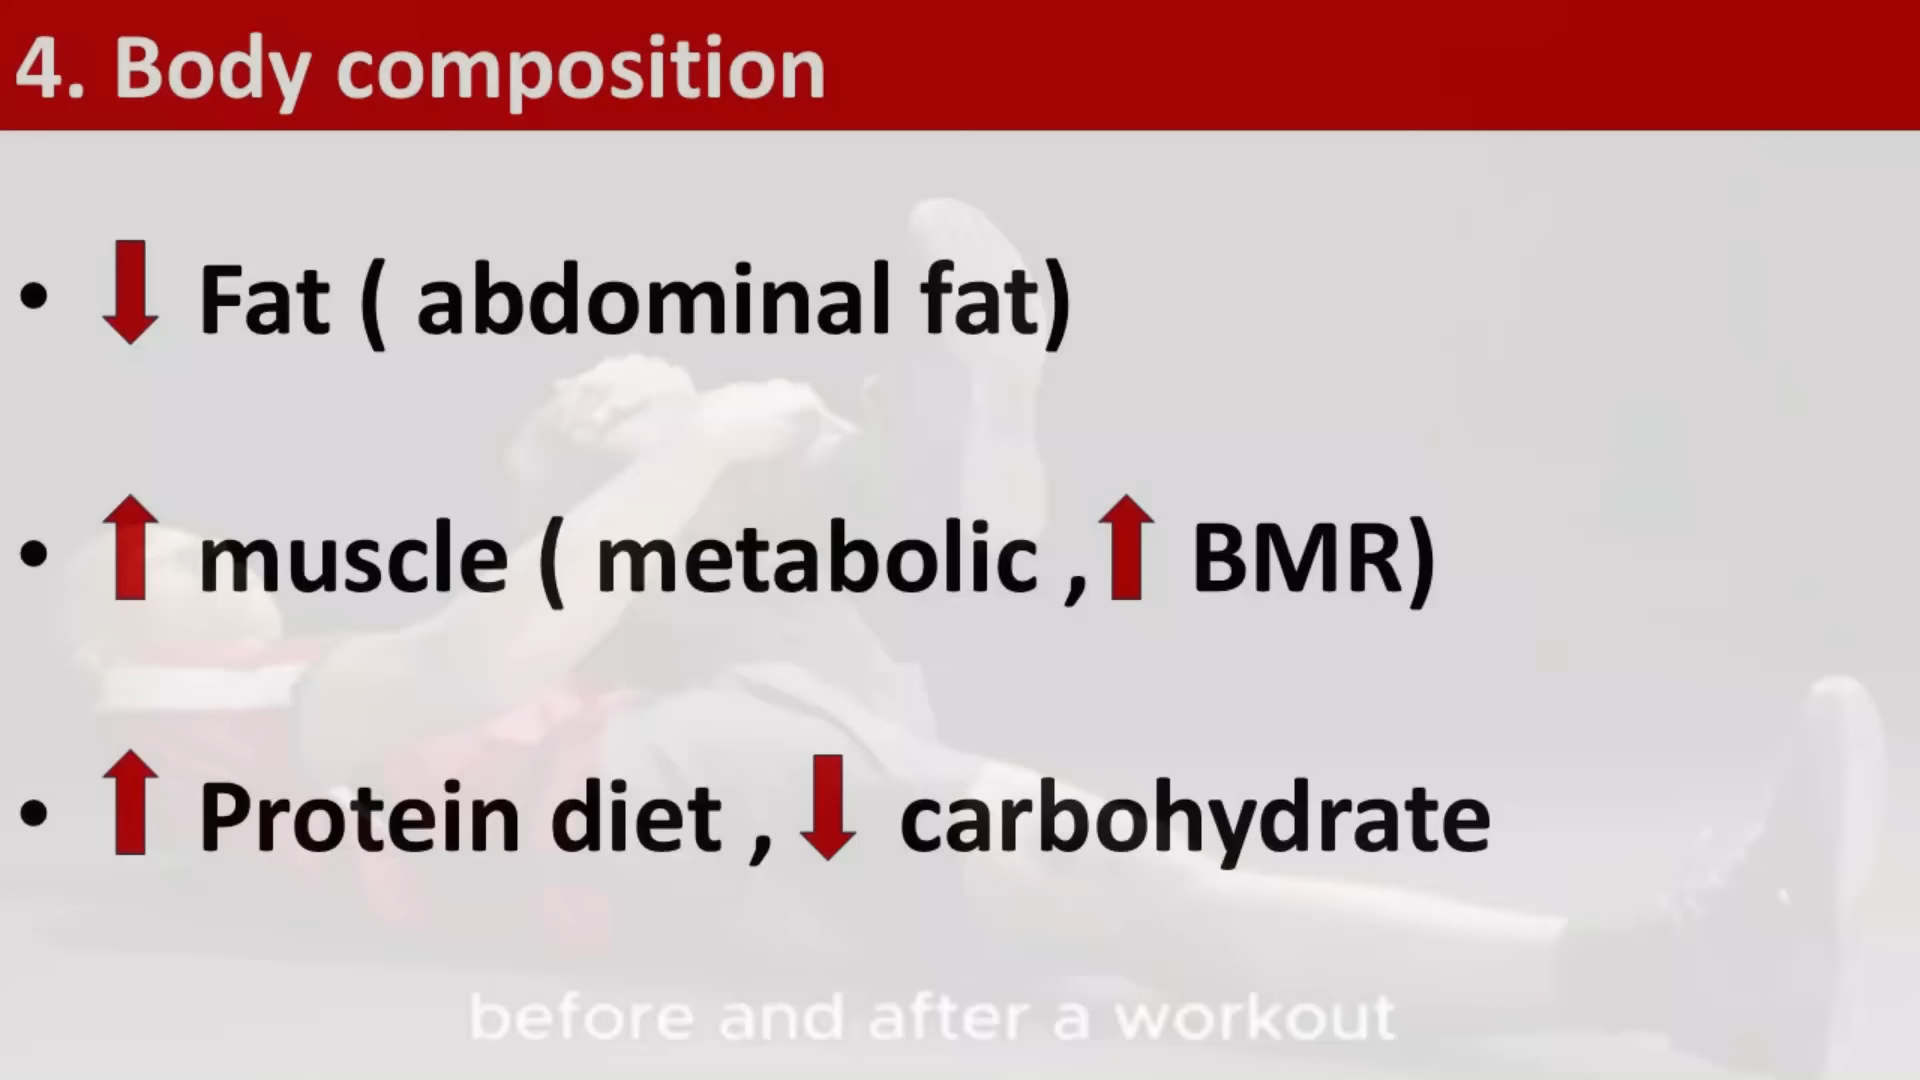 4. Body composition
• ⬇ Fat ( abdominal fat)
• ⬆ muscle ( metabolic ,⬆ BMR)
• ⬆ Protein diet ,⬇ carbohydrate
before and after a workout